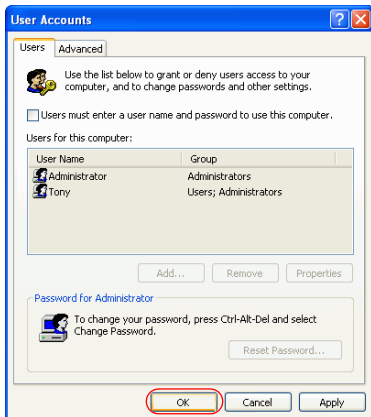 User Accounts
Users Advanced
Use the list below to grant or deny users access to your
computer, and to change passwords and other settings.
Users must enter a user name and password to use this computer.
Users for this computer:
User Name Group
Administrator Administrators
Tony Users; Administrators
Add... Remove Properties
Password for Administrator
To change your password, press Ctrl-Alt-Del and select
Change Password.
Reset Password...
OK Cancel Apply